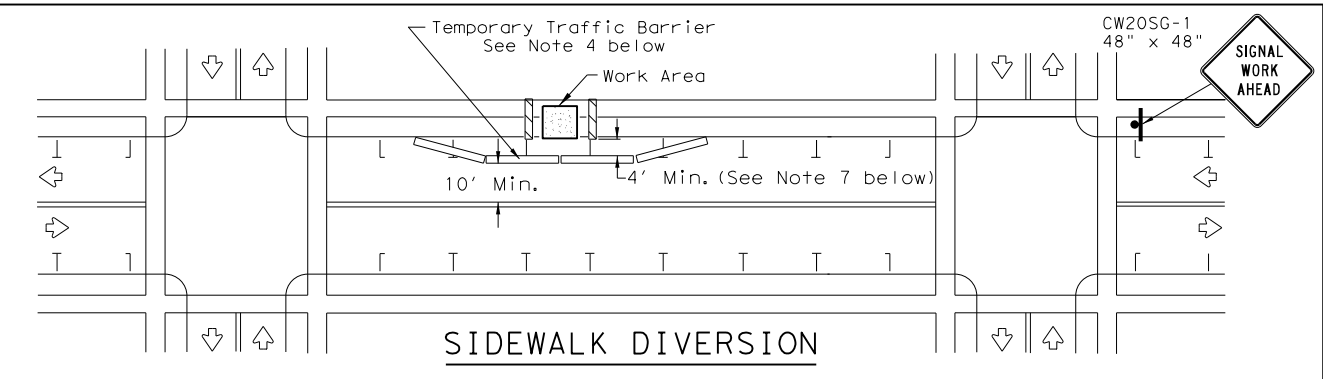 Temporary Traffic Barrier
See Note 4 below
Work Area
CW20SG-1
48" x 48"
SIGNAL
WORK
AHEAD
10' Min.
4' Min. (See Note 7 below)
SIDEWALK DIVERSION